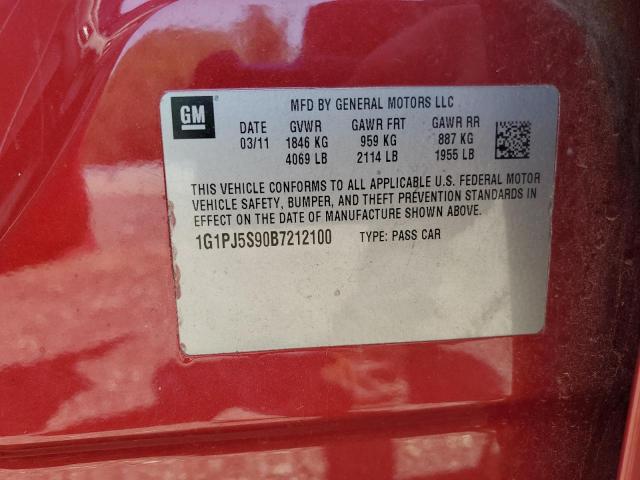 GM
MFD BY GENERAL MOTORS LLC
DATE GVWR GAWR FRT GAWR RR
03/11 1846 KG 959 KG 887 KG
4069 LB 2114 LB 1955 LB
THIS VEHICLE CONFORMS TO ALL APPLICABLE U.S. FEDERAL MOTOR
VEHICLE SAFETY, BUMPER, AND THEFT PREVENTION STANDARDS IN
EFFECT ON THE DATE OF MANUFACTURE SHOWN ABOVE.
1G1PJ5S90B7212100 TYPE: PASS CAR